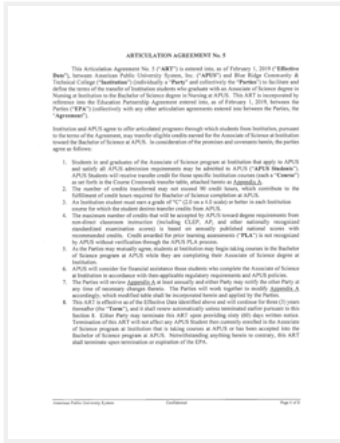 ARTICULATION AGREEMENT No. 5
This Articulation Agreement No. 5 ("ART") is entered into, as of February 1, 2019 ("Effective
Date"), between American Public University System, Inc. ("APUS") and Blue Ridge Community &
Technical College ("Institution") (individually a "Party" and collectively the "Parties") to facilitate and
define the terms of the transfer of Institution students who graduate with an Associate of Science degree in
Nursing at Institution to the Bachelor of Science degree in Nursing at APUS. This ART is incorporated by
reference into the Education Partnership Agreement entered into, as of February 1, 2019, between the
Parties ("EPA") (collectively with any other articulation agreements entered into between the Parties, the
"Agreement").
Institution and APUS agree to offer articulated programs through which students from Institution, pursuant
to the terms of the Agreement, may transfer eligible credits earned for the Associate of Science at Institution
toward the Bachelor of Science at APUS. In consideration of the promises and covenants herein, the parties
agree as follows:
1. Students in and graduates of the Associate of Science program at Institution that apply to APUS
and satisfy all APUS admission requirements may be admitted to APUS ("APUS Students").
APUS Students will receive transfer credit for those specific Institution courses (each a "Course")
as set forth in the Course Crosswalk transfer table, attached hereto as Appendix A.
2. The number of credits transferred may not exceed 90 credit hours, which contribute to the
fulfillment of credit hours required for Bachelor of Science completion at APUS.
3. An Institution student must earn a grade of "C" (2.0 on a 4.0 scale) or better in each Institution
course for which the student desires transfer credits from APUS.
4. The maximum number of credits that will be accepted by APUS toward degree requirements from
non-direct classroom instruction (including CLEP, AP, and other nationally recognized
standardized examination scores) is based on annually published national scores with
recommended credits. Credit awarded for prior learning assessments ("PLA") is not recognized
by APUS without verification through the APUS PLA process.
5. As the Parties may mutually agree, students at Institution may begin taking courses in the Bachelor
of Science program at APUS while they are completing their Associate of Science degree at
Institution.
6. APUS will consider for financial assistance those students who complete the Associate of Science
at Institution in accordance with then-applicable regulatory requirements and APUS policies.
7. The Parties will review Appendix A at least annually and either Party may notify the other Party at
any time of necessary changes thereto. The Parties will work together to modify Appendix A
accordingly, which modified table shall be incorporated herein and applied by the Parties.
8. This ART is effective as of the Effective Date identified above and will continue for three (3) years
thereafter (the "Term"), and it shall renew automatically unless terminated earlier pursuant to this
Section 8. Either Party may terminate this ART upon providing sixty (60) days written notice.
Termination of this ART will not affect any APUS Student then currently enrolled in the Associate
of Science program at Institution that is taking courses at APUS or has been accepted into the
Bachelor of Science program at APUS. Notwithstanding anything herein to contrary, this ART
shall terminate upon termination or expiration of the EPA.
American Public University System Confidential Page 1 of